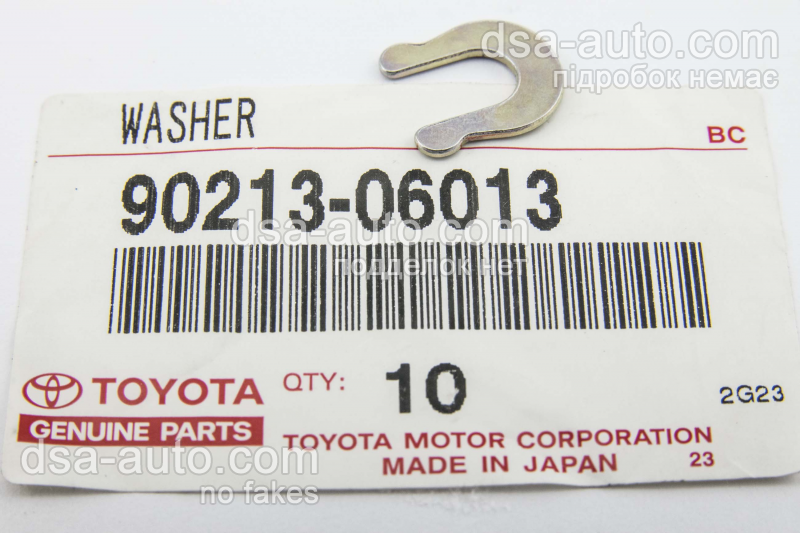 dsa-auto.com
підробок немає
WASHER
BC
90213-06013
dsa-auto.com
подделок нет
TOYOTA
QTY: 10
2G23
GENUINE PARTS
TOYOTA MOTOR CORPORATION
MADE IN JAPAN 23
dsa-auto.com
no fakes